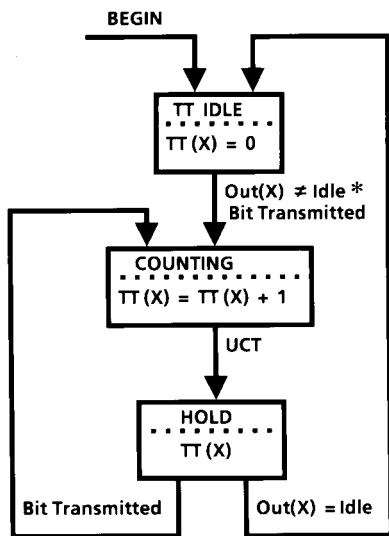 BEGIN
TT IDLE
TT (X) = 0
Out(X) ≠ Idle *
Bit Transmitted
COUNTING
TT (X) = TT (X) + 1
UCT
HOLD
TT (X)
Bit Transmitted
Out(X) = Idle